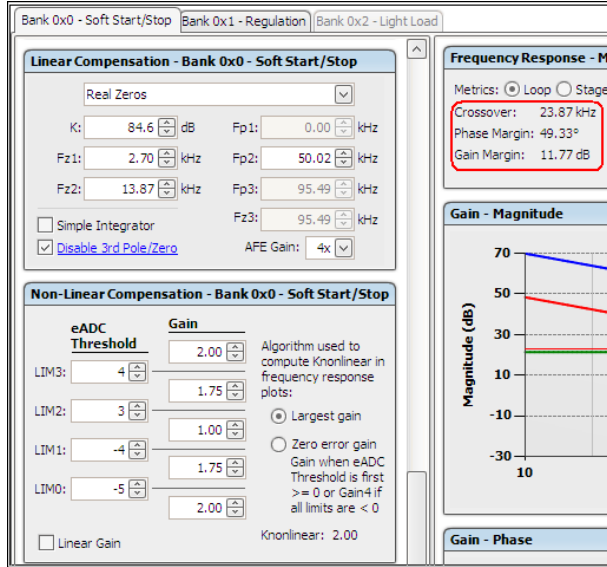 Bank 0x0 - Soft Start/Stop Bank 0x1 - Regulation Bank 0x2 - Light Load
Linear Compensation - Bank 0x0 - Soft Start/Stop
Real Zeros
K: 84.6 dB Fp1: 0.00 kHz
Fz1: 2.70 kHz Fp2: 50.02 kHz
Fz2: 13.87 kHz Fp3: 95.49 kHz
Simple Integrator Fz3: 95.49 kHz
Disable 3rd Pole/Zero AFE Gain: 4x
Non-Linear Compensation - Bank 0x0 - Soft Start/Stop
eADC Threshold Gain
2.00
LIM3: 4
1.75
LIM2: 3
1.00
LIM1: -4
1.75
LIM0: -5
2.00
Linear Gain
Algorithm used to
compute Knonlinear in
frequency response
plots:
Largest gain
Zero error gain
Gain when eADC
Threshold is first
>= 0 or Gain4 if
all limits are < 0
Knonlinear: 2.00
Frequency Response - M
Metrics: Loop Stage
Crossover: 23.87 kHz
Phase Margin: 49.33°
Gain Margin: 11.77 dB
Gain - Magnitude
Magnitude (dB)
70
50
30
10
-10
-30
10
Gain - Phase